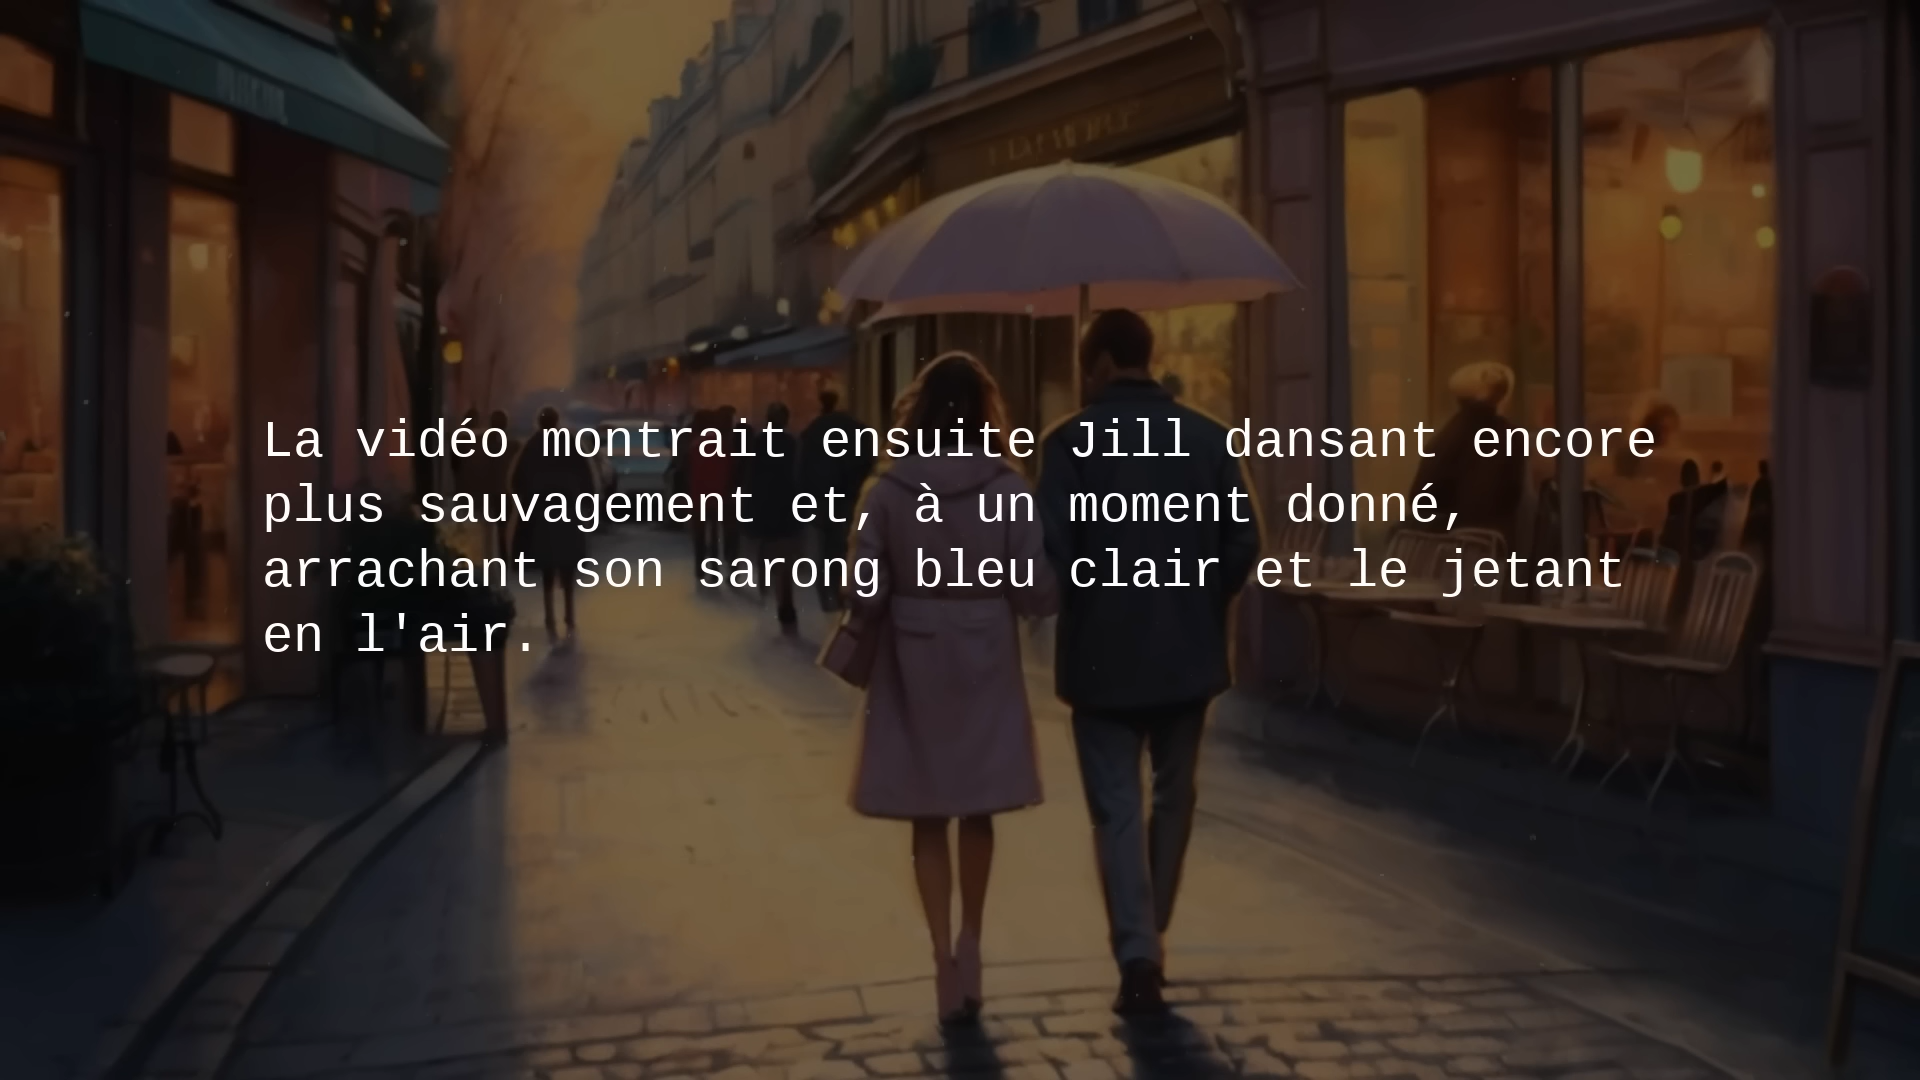 La vidéo montrait ensuite Jill dansant encore
plus sauvagement et, à un moment donné,
arrachant son sarong bleu clair et le jetant
en l'air.